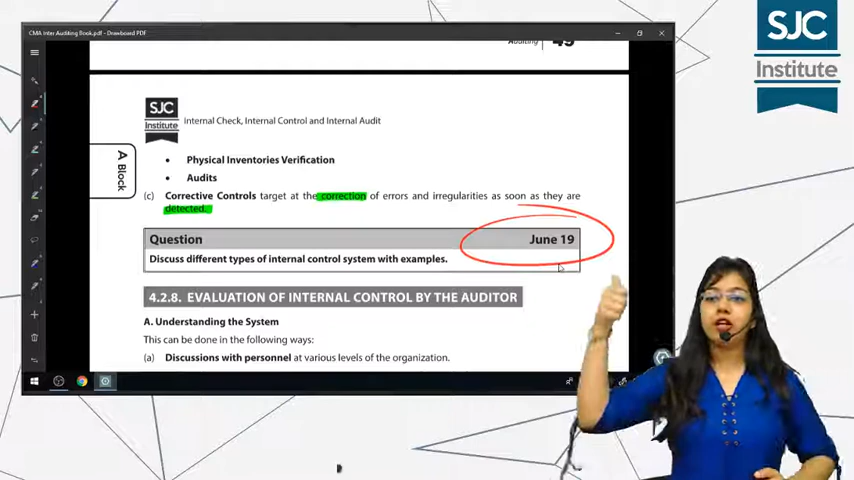 CMA Inter Auditing Book.pdf - Drawboard PDF
SJC
Institute
Auditing | 49
SJC
Institute
Internal Check, Internal Control and Internal Audit
A Block
• Physical Inventories Verification
• Audits
(c) Corrective Controls target at the correction of errors and irregularities as soon as they are
detected.
Question June 19
Discuss different types of internal control system with examples.
4.2.8. EVALUATION OF INTERNAL CONTROL BY THE AUDITOR
A. Understanding the System
This can be done in the following ways:
(a) Discussions with personnel at various levels of the organization.